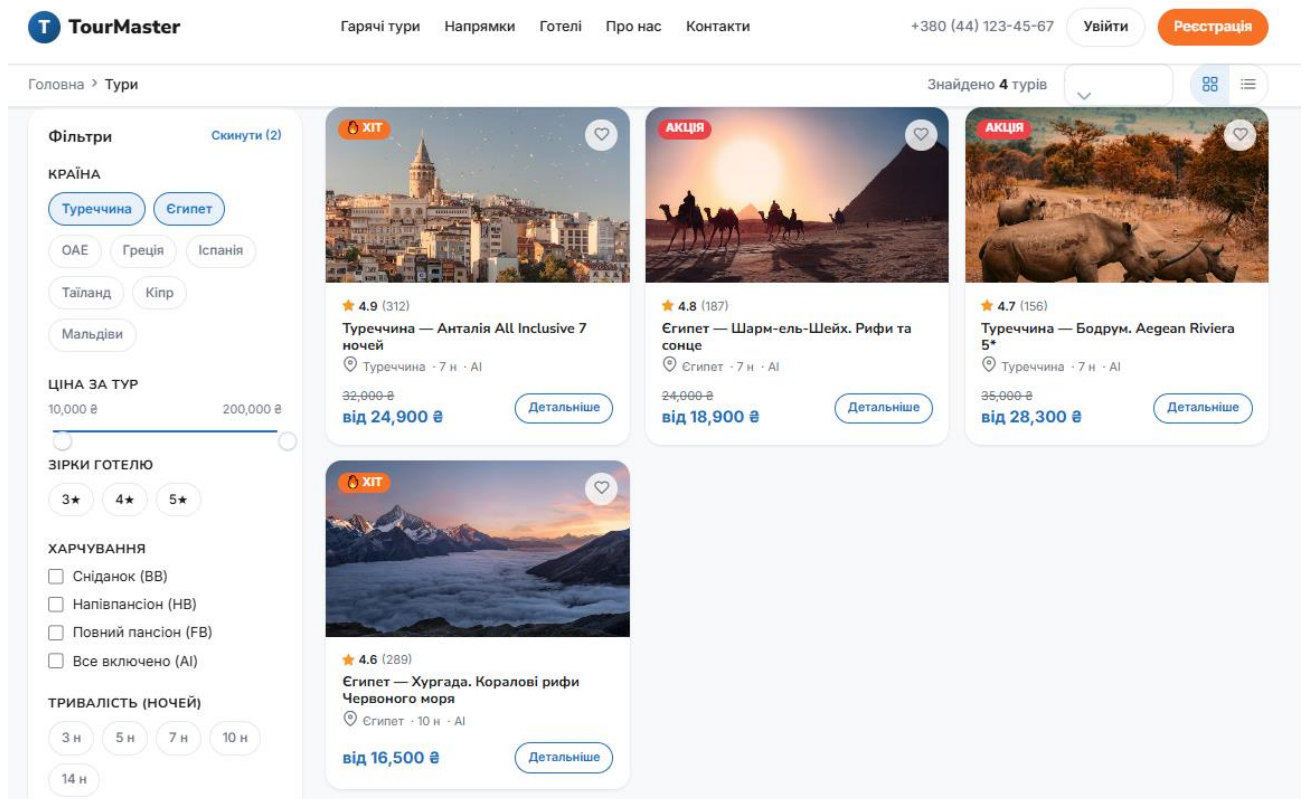 T TourMaster
Гарячі тури Напрямки Готелі Про нас Контакти
+380 (44) 123-45-67 Увійти Реєстрація
Головна > Тури
Знайдено 4 турів
Фільтри Скинути (2)
КРАЇНА
Туреччина Єгипет
ОАЕ Греція Іспанія
Таїланд Кіпр
Мальдіви
ЦІНА ЗА ТУР
10,000 ₴ 200,000 ₴
ЗІРКИ ГОТЕЛЮ
3★ 4★ 5★
ХАРЧУВАННЯ
Сніданок (BB)
Напівпансіон (HB)
Повний пансіон (FB)
Все включено (AI)
ТРИВАЛІСТЬ (НОЧЕЙ)
3 н 5 н 7 н 10 н
14 н
ХІТ
4.9 (312)
Туреччина — Анталія All Inclusive 7
ночей
Туреччина · 7 н · AI
32,000 ₴
від 24,900 ₴ Детальніше
АКЦІЯ
4.8 (187)
Єгипет — Шарм-ель-Шейх. Рифи та
сонце
Єгипет · 7 н · AI
24,000 ₴
від 18,900 ₴ Детальніше
АКЦІЯ
4.7 (156)
Туреччина — Бодрум. Aegean Riviera
5*
Туреччина · 7 н · AI
35,000 ₴
від 28,300 ₴ Детальніше
ХІТ
4.6 (289)
Єгипет — Хургада. Коралові рифи
Червоного моря
Єгипет · 10 н · AI
від 16,500 ₴ Детальніше